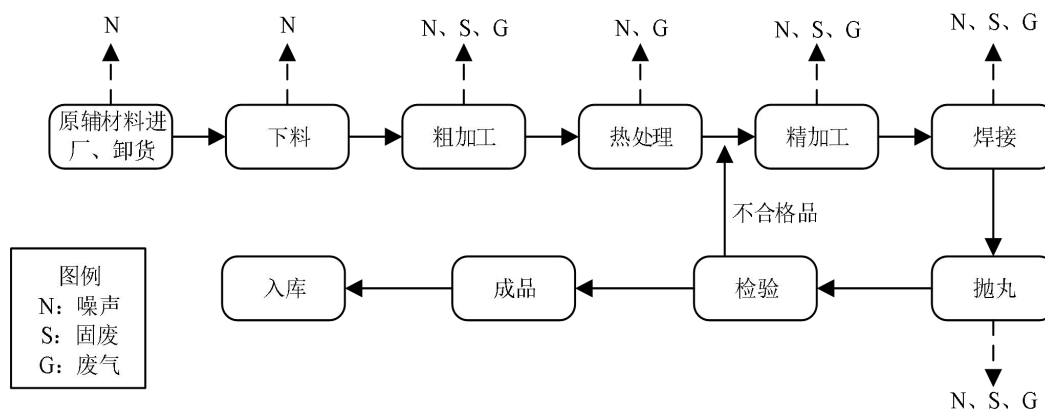 N
N
N、S、G
N、G
N、S、G
N、S、G
原辅材料进
厂、卸货
下料
粗加工
热处理
精加工
焊接
不合格品
图例
N：噪声
S：固废
G：废气
入库
成品
检验
抛丸
N、S、G